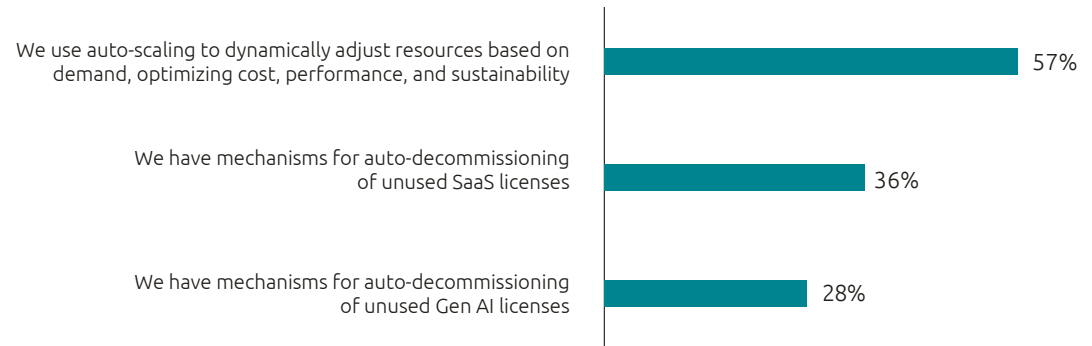 We use auto-scaling to dynamically adjust resources based on
demand, optimizing cost, performance, and sustainability
57%
We have mechanisms for auto-decommissioning
of unused SaaS licenses
36%
We have mechanisms for auto-decommissioning
of unused Gen AI licenses
28%